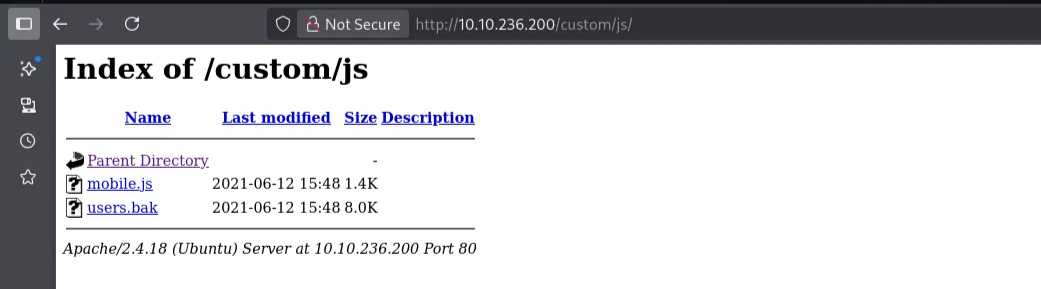 Not Secure http://10.10.236.200/custom/js/
Index of /custom/js
Name Last modified Size Description
Parent Directory -
mobile.js 2021-06-12 15:48 1.4K
users.bak 2021-06-12 15:48 8.0K
Apache/2.4.18 (Ubuntu) Server at 10.10.236.200 Port 80